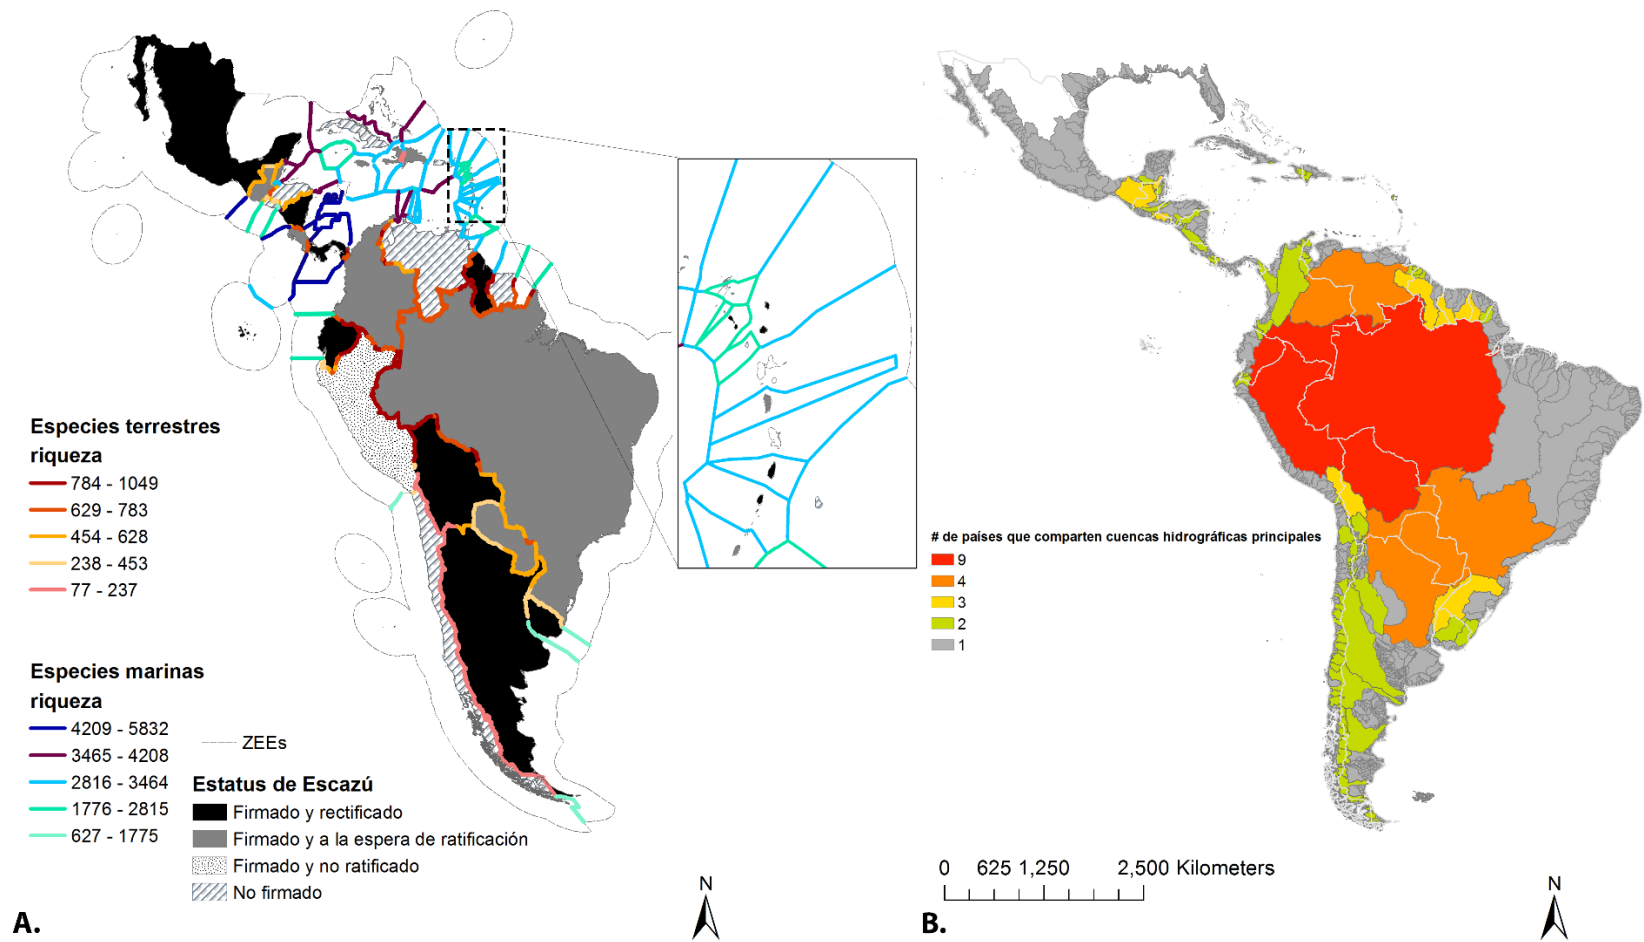 Especies terrestres
riqueza
784 - 1049
629 - 783
454 - 628
238 - 453
77 - 237
Especies marinas
riqueza
4209 - 5832
3465 - 4208
2816 - 3464
1776 - 2815
627 - 1775
ZEEs
Estatus de Escazú
Firmado y rectificado
Firmado y a la espera de ratificación
Firmado y no ratificado
No firmado
N
A.
# de países que comparten cuencas hidrográficas principales
9
4
3
2
1
0 625 1,250 2,500 Kilometers
N
B.